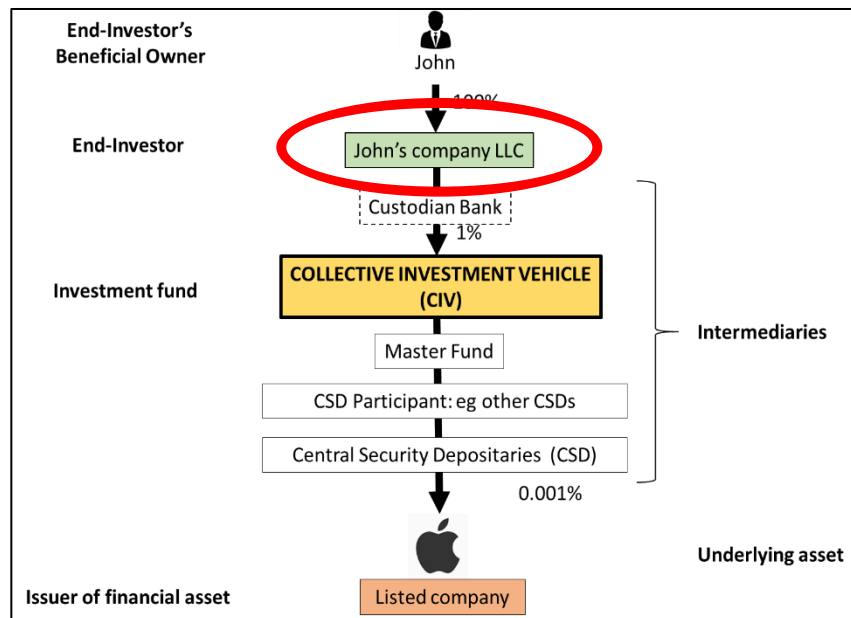 End-Investor's
Beneficial Owner
John
100%
End-Investor
John's company LLC
Custodian Bank
1%
COLLECTIVE INVESTMENT VEHICLE
(CIV)
Investment fund
Intermediaries
Master Fund
CSD Participant: eg other CSDs
Central Security Depositaries (CSD)
0.001%
Underlying asset
Issuer of financial asset
Listed company